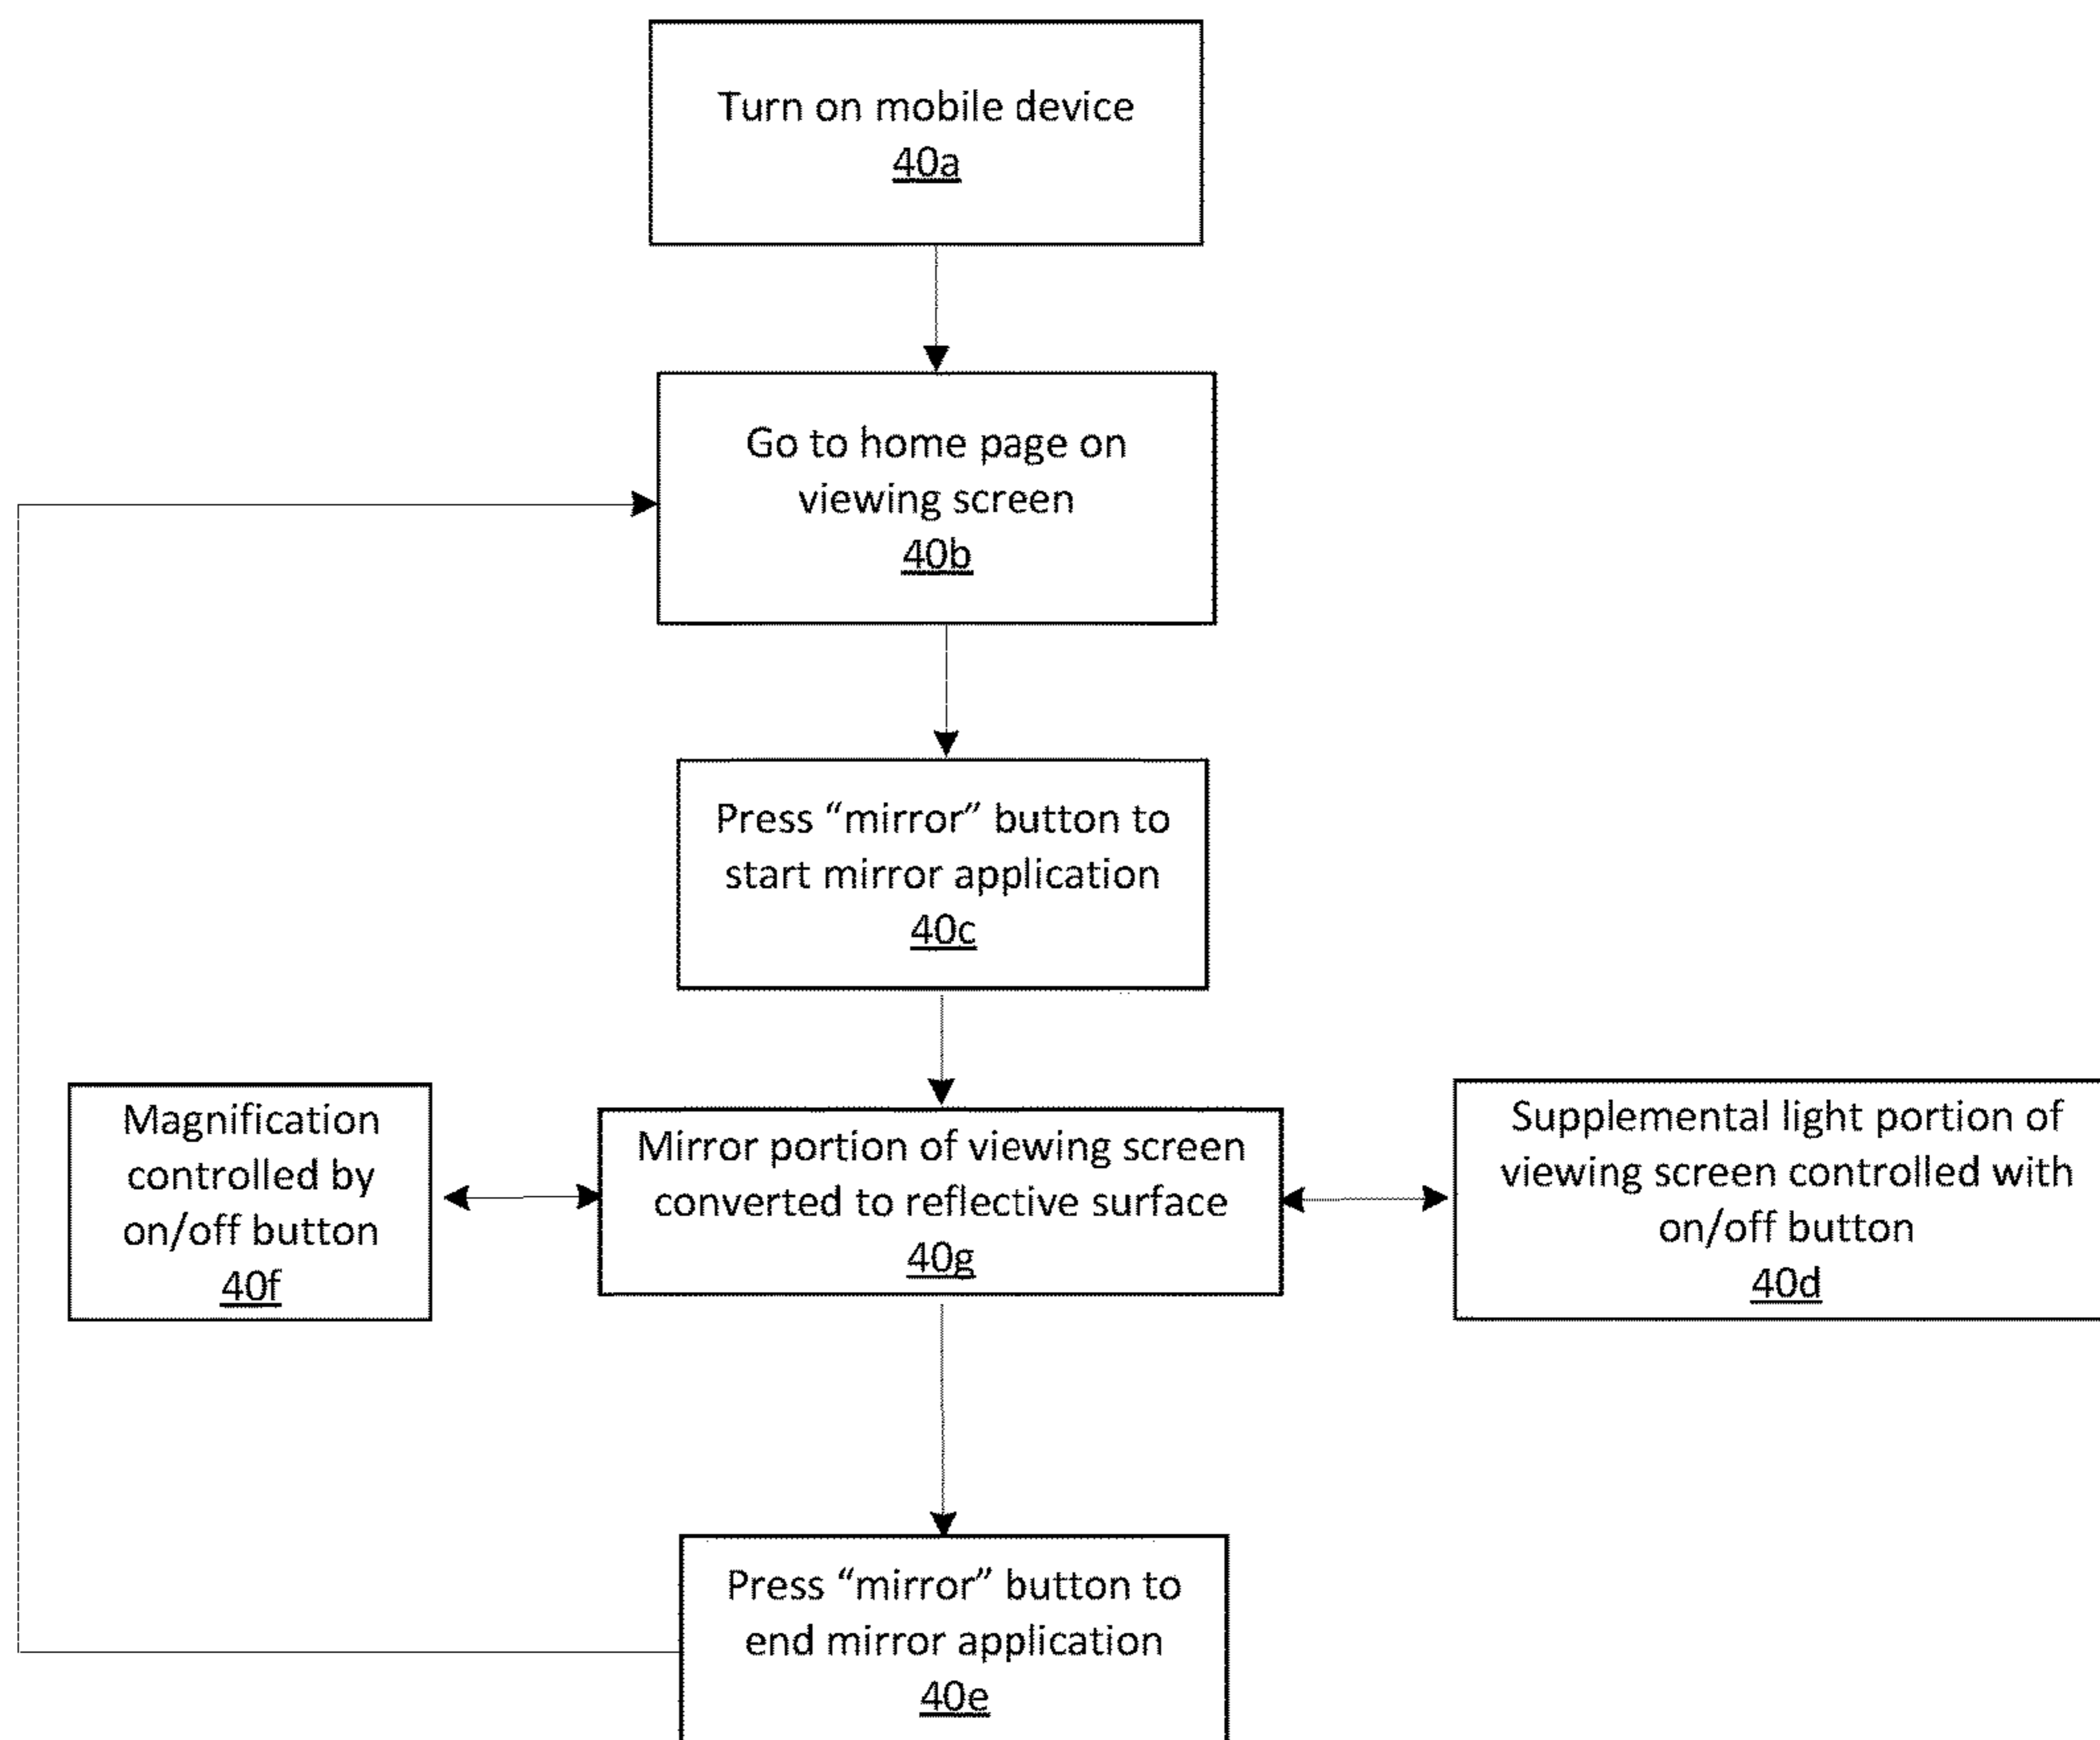 Turn on mobile device
40a
Go to home page on
viewing screen
40b
Press “mirror” button to
start mirror application
40c
Magnification
controlled by
on/off button
40f
Mirror portion of viewing screen
converted to reflective surface
40g
Supplemental light portion of
viewing screen controlled with
on/off button
40d
Press “mirror” button to
end mirror application
40e